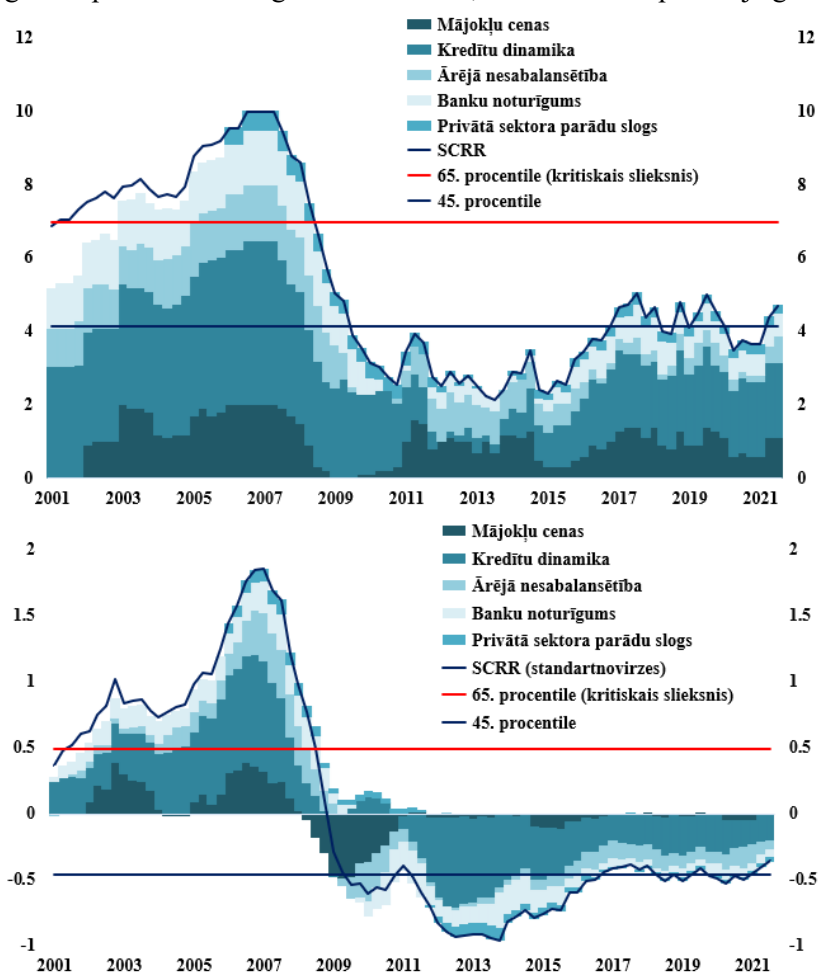 12
10
8
6
4
2
0
12
10
8
6
4
2
0
Mājokļu cenas
Kredītu dinamika
Ārējā nesabalansētība
Banku noturīgums
Privātā sektora parādu slogs
SCRR
65. procentile (kritiskais slieksnis)
45. procentile
2001 2003 2005 2007 2009 2011 2013 2015 2017 2019 2021
2
1.5
1
0.5
0
-0.5
-1
2
1.5
1
0.5
0
-0.5
-1
Mājokļu cenas
Kredītu dinamika
Ārējā nesabalansētība
Banku noturīgums
Privātā sektora parādu slogs
SCRR (standartnovirzes)
65. procentile (kritiskais slieksnis)
45. procentile
2001 2003 2005 2007 2009 2011 2013 2015 2017 2019 2021